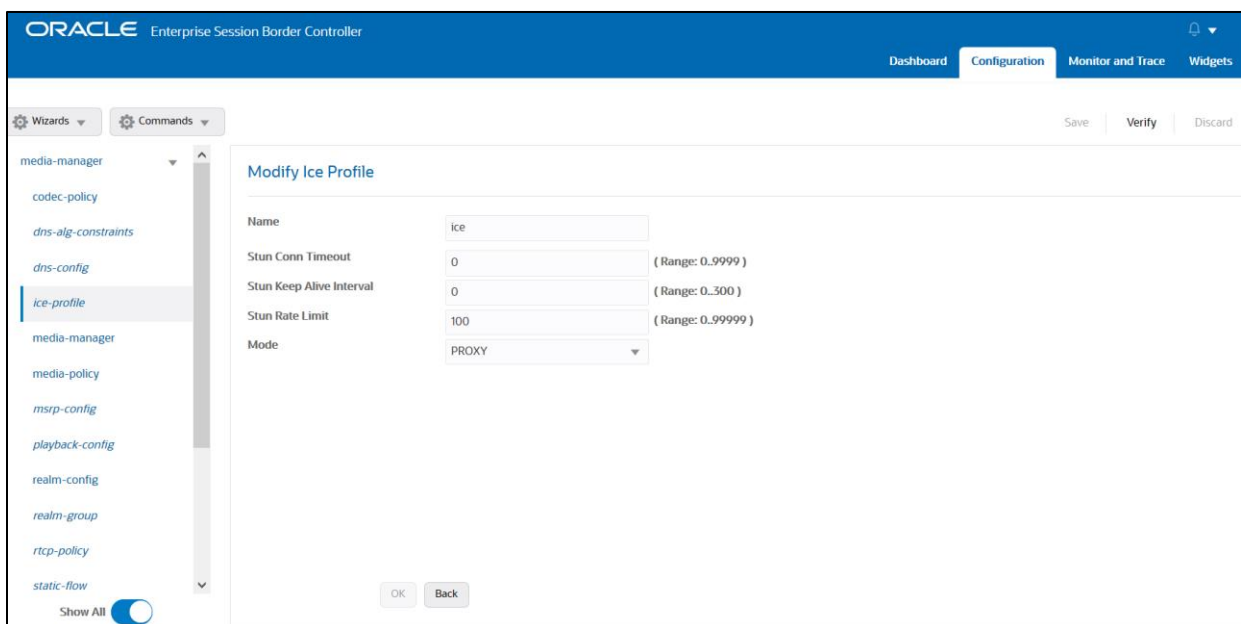 ORACLE Enterprise Session Border Controller
Dashboard Configuration Monitor and Trace Widgets
Wizards Commands Save Verify Discard
media-manager
codec-policy
dns-alg-constraints
dns-config
ice-profile
media-manager
media-policy
msrp-config
playback-config
realm-config
realm-group
rtcp-policy
static-flow
Show All
Modify Ice Profile
Name ice
Stun Conn Timeout 0 ( Range: 0..9999 )
Stun Keep Alive Interval 0 ( Range: 0..300 )
Stun Rate Limit 100 ( Range: 0..99999 )
Mode PROXY
OK Back